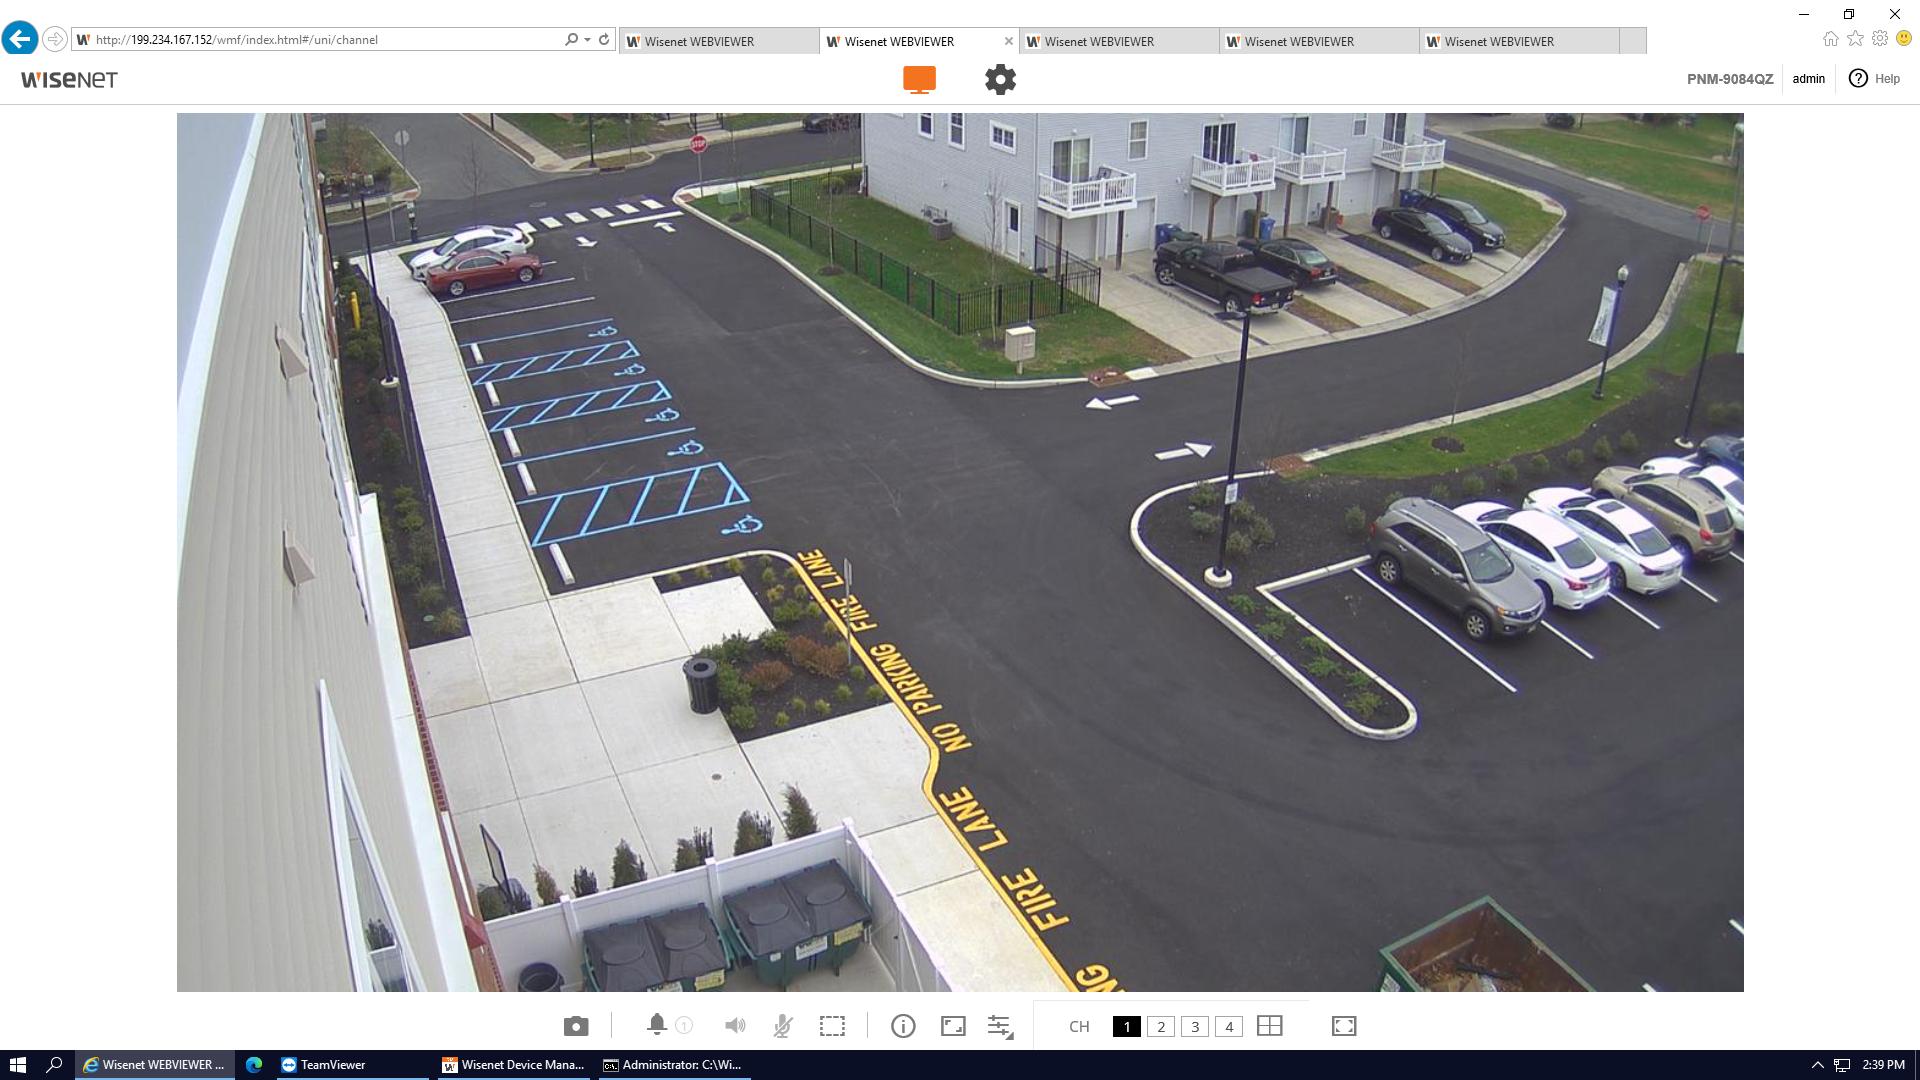 http://199.234.167.152/wmf/index.html#/uni/channel
Wisenet WEBVIEWER
Wisenet WEBVIEWER
Wisenet WEBVIEWER
Wisenet WEBVIEWER
Wisenet WEBVIEWER
WISENET
PNM-9084QZ
admin
? Help
STOP
FIRE LANE
NO PARKING
FIRE LANE
NG
1
CH
1
2
3
4
Wisenet WEBVIEWER ...
TeamViewer
Wisenet Device Mana...
Administrator: C:\Wi...
2:39 PM